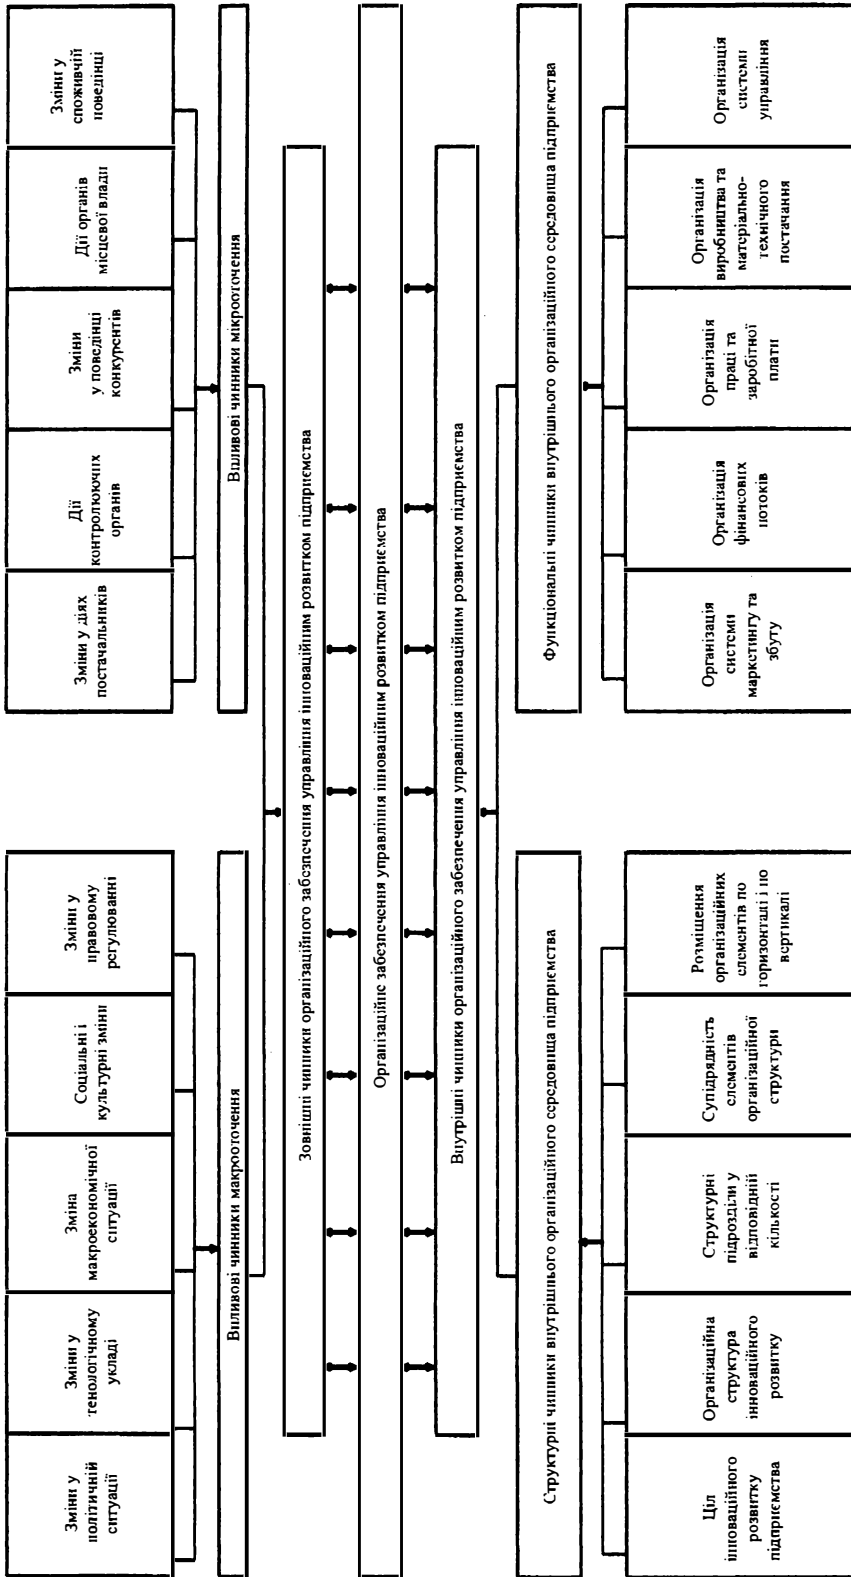 Зміни у
політичній
ситуації
Зміни у
тенологічному
укладі
Зміна
макроекономічної
ситуації
Соціальні і
культурні зміни
Зміни у
правовому
регулюванні
Зміни у діях
постачальників
Дії
контролюючих
органів
Зміни
у поведінці
конкурентів
Дії органів
місцевої влади
Зміни у
споживчій
поведінці
Впливові чинники макрооточення
Впливові чинники мікрооточення
Зовнішні чинники організаційного забезпечення управління інноваційним розвитком підприємства
Організаційне забезпечення управління інноваційним розвитком підприємства
Внутрішні чинники організаційного забезпечення управління інноваційним розвитком підприємства
Структурні чинники внутрішнього організаційного середовища підприємства
Функціональні чинники внутрішнього організаційного середовища підприємства
Ціл
інноваційного
розвитку
підприємства
Організаційна
структура
інноваційного
розвитку
Структурні
підрозділи у
відповідній
кількості
Супідрядність
елементів
організаційної
структури
Розміщення
організаційних
елементів по
горизонталі і по
вертикалі
Організація
системи
маркетингу та
збуту
Організація
фінансових
потоків
Організація
праці та
заробітної
плати
Організація
виробництва та
матеріально-
технічного
постачання
Організація
системи
управління